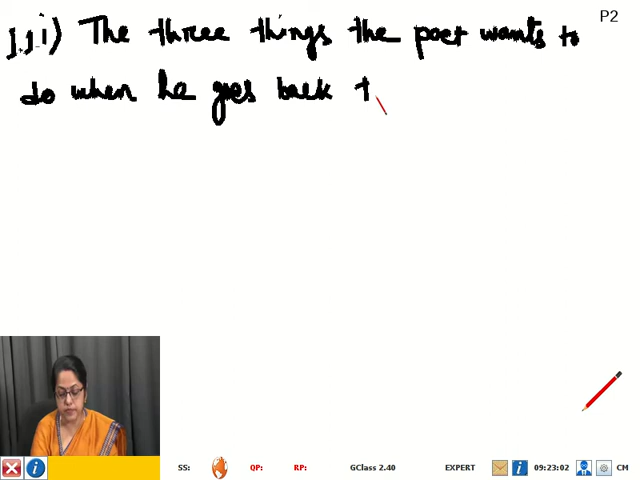 P2
1.1.i) The three things the poet wants to
do when he goes back t
SS: QP: RP: GClass 2.40 EXPERT 09:23:02 CM